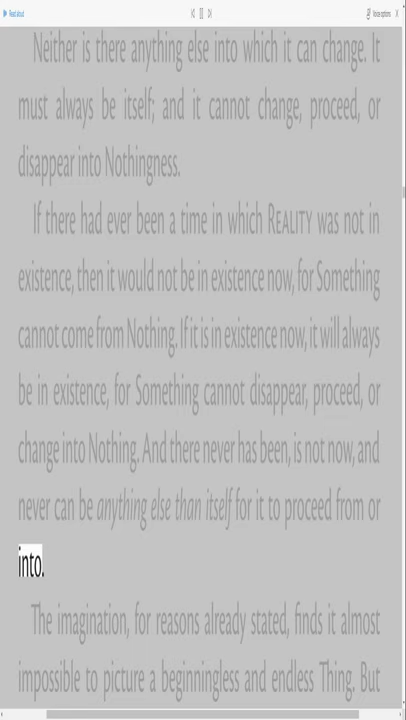 Read aloud
Voice options
Neither is there anything else into which it can change. It
must always be itself; and it cannot change, proceed, or
disappear into Nothingness.
If there had ever been a time in which REALITY was not in
existence, then it would not be in existence now, for Something
cannot come from Nothing. If it is in existence now, it will always
be in existence, for Something cannot disappear, proceed, or
change into Nothing. And there never has been, is not now, and
never can be anything else than itself for it to proceed from or
into.
The imagination, for reasons already stated, finds it almost
impossible to picture a beginningless and endless Thing. But